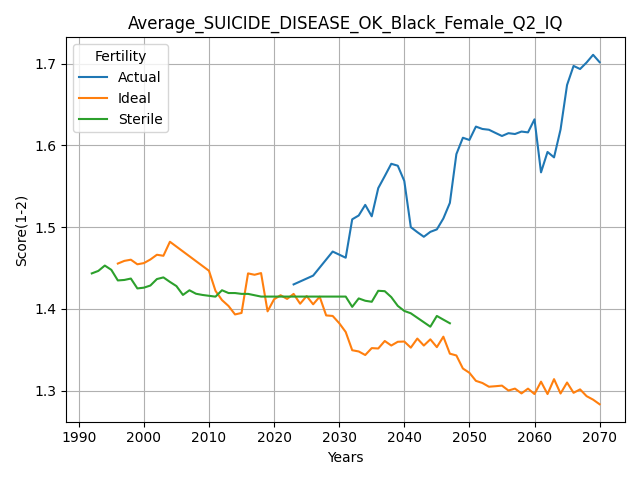 Average_SUICIDE_DISEASE_OK_Black_Female_Q2_IQ
Fertility
Actual
Ideal
Sterile
Score(1-2)
1.7
1.6
1.5
1.4
1.3
1990 2000 2010 2020 2030 2040 2050 2060 2070
Years